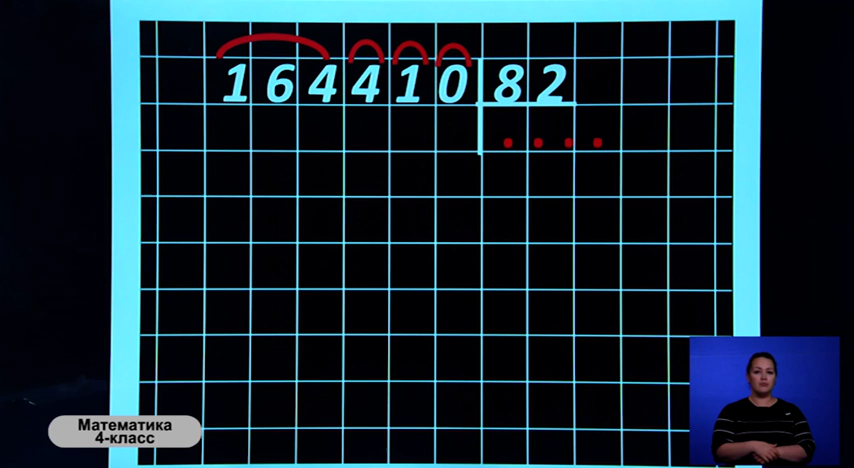 164410 82
. . . .
Математика
4-класс